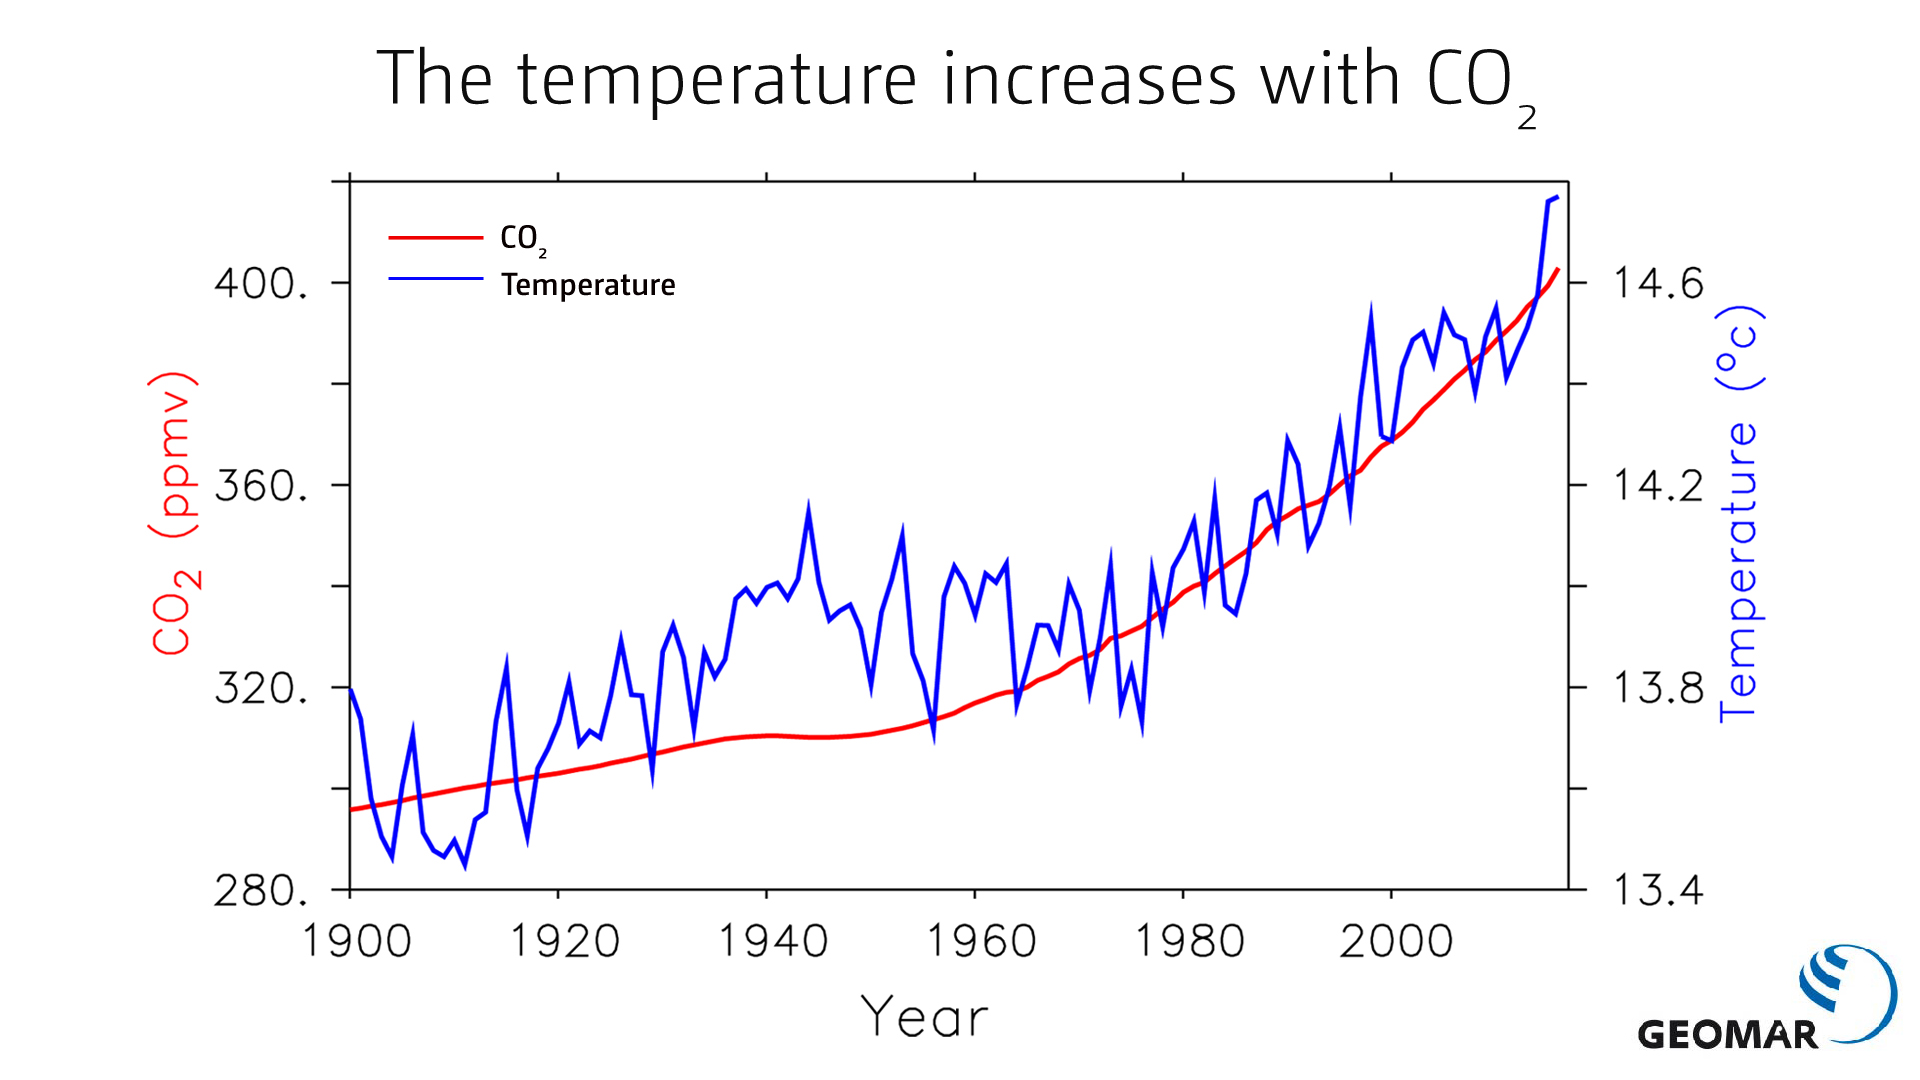 The temperature increases with CO₂
CO₂
Temperature
400.
360.
320.
280.
CO₂ (ppmv)
14.6
14.2
13.8
13.4
Temperature (°c)
1900 1920 1940 1960 1980 2000
Year
GEOMAR